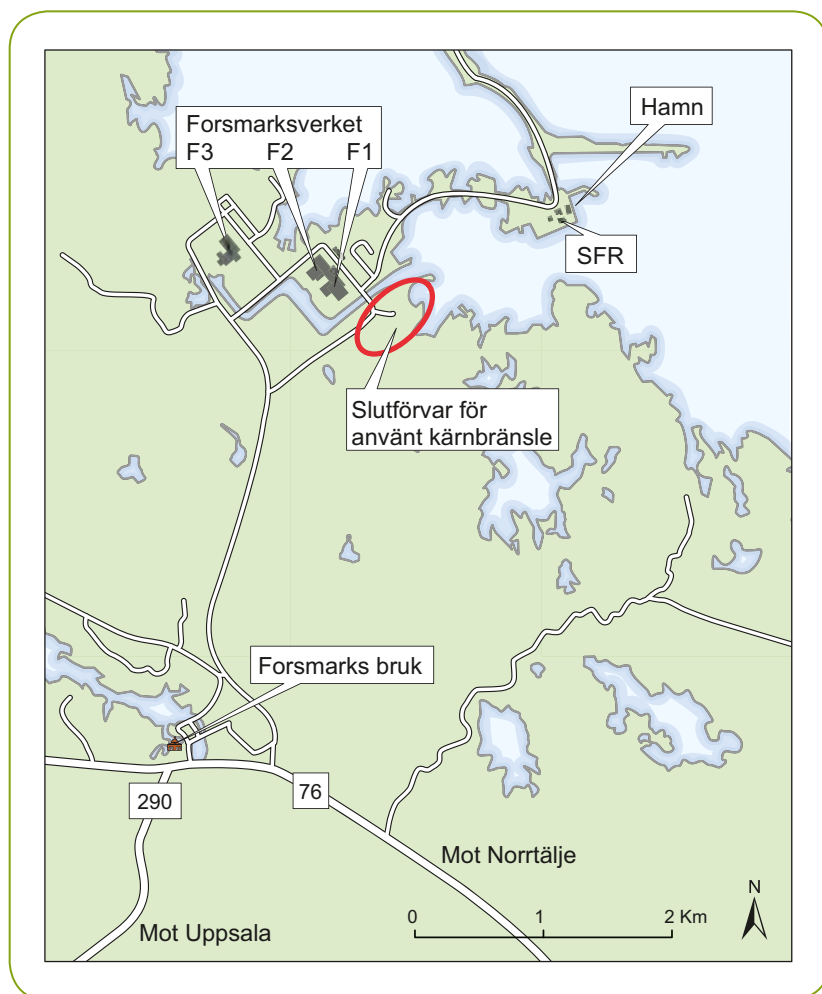 Forsmarksverket
F3 F2 F1
Hamn
SFR
Slutförvar för
använt kärnbränsle
Forsmarks bruk
290
76
Mot Norrtälje
Mot Uppsala
0 1 2 Km
N